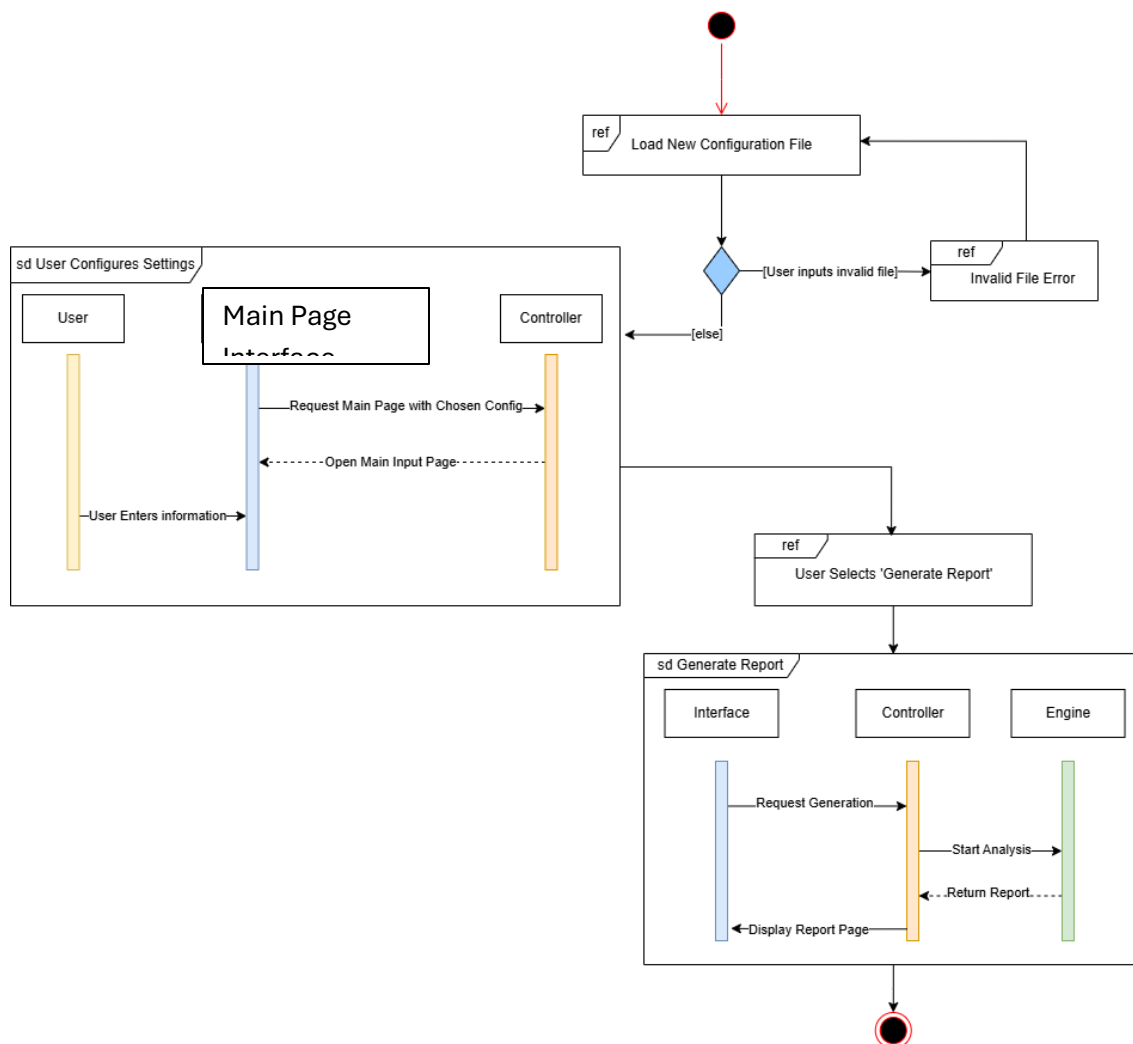 ref
Load New Configuration File
[User inputs invalid file]
ref
Invalid File Error
[else]
sd User Configures Settings
User
Main Page
Interface
Controller
Request Main Page with Chosen Config
Open Main Input Page
User Enters information
ref
User Selects 'Generate Report'
sd Generate Report
Interface
Controller
Engine
Request Generation
Start Analysis
Return Report
Display Report Page